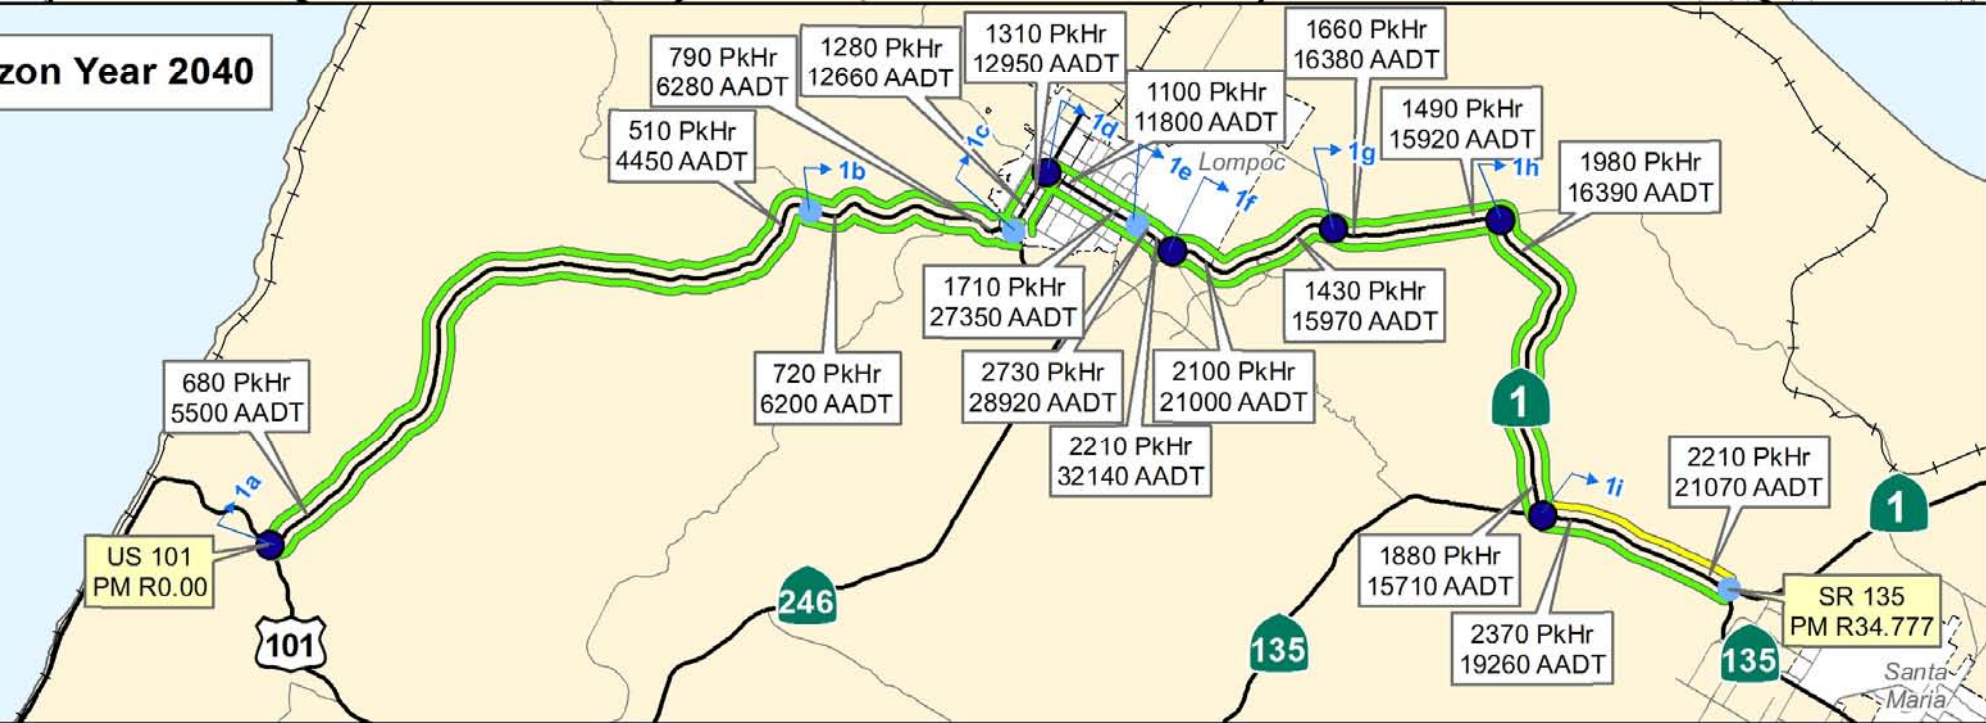 zon Year 2040
790 PkHr
6280 AADT
1280 PkHr
12660 AADT
1310 PkHr
12950 AADT
1660 PkHr
16380 AADT
510 PkHr
4450 AADT
1100 PkHr
11800 AADT
1490 PkHr
15920 AADT
1980 PkHr
16390 AADT
1b
1c
1d
1e
1f
1g
1h
Lompoc
1710 PkHr
27350 AADT
1430 PkHr
15970 AADT
680 PkHr
5500 AADT
720 PkHr
6200 AADT
2730 PkHr
28920 AADT
2100 PkHr
21000 AADT
2210 PkHr
32140 AADT
1
1a
1i
2210 PkHr
21070 AADT
1
US 101
PM R0.00
1880 PkHr
15710 AADT
SR 135
PM R34.777
246
101
135
2370 PkHr
19260 AADT
135
Santa
Maria